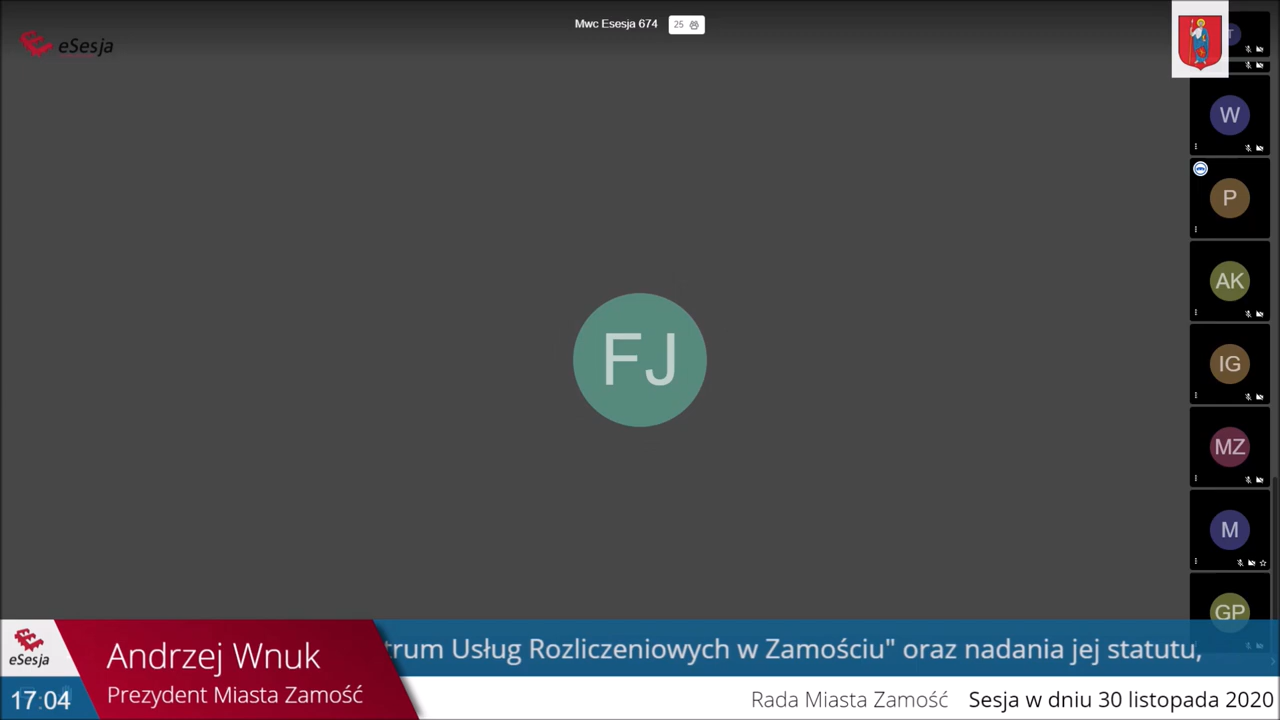 Mwc Esesja 674 25
eSesja
T
W
P
AK
IG
MZ
M
GP
FJ
eSesja
Andrzej Wnuk
Prezydent Miasta Zamość
trum Usług Rozliczeniowych w Zamościu" oraz nadania jej statutu,
17:04
Rada Miasta Zamość Sesja w dniu 30 listopada 2020